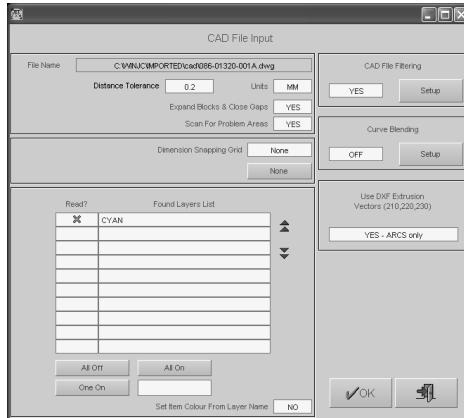 CAD File Input
File Name C:\WINJC\IMPORTED\cad\086-01320-001A.dwg
Distance Tolerance 0.2 Units MM
Expand Blocks & Close Gaps YES
Scan For Problem Areas YES
Dimension Snapping Grid None
None
Read? Found Layers List
CYAN
All Off All On
One On
Set Item Colour From Layer Name NO
CAD File Filtering
YES Setup
Curve Blending
OFF Setup
Use DXF Extrusion
Vectors (210,220,230)
YES - ARCS only
OK